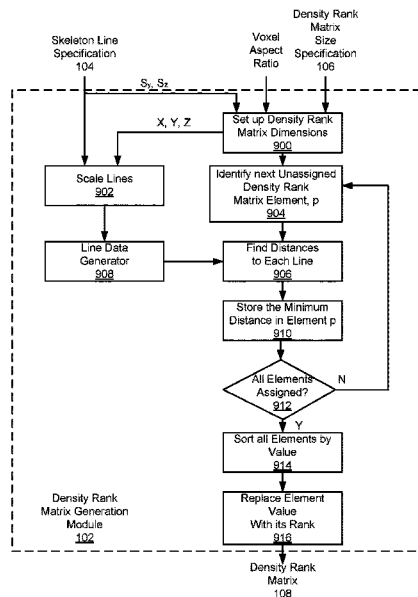 Skeleton Line
Specification
104
Voxel
Aspect
Ratio
Density Rank
Matrix
Size
Specification
106
Sy, Sz
X, Y, Z
Set up Density Rank
Matrix Dimensions
900
Scale Lines
902
Identify next Unassigned
Density Rank
Matrix Element, p
904
Line Data
Generator
908
Find Distances
to Each Line
906
Store the Minimum
Distance in Element p
910
All Elements
Assigned?
912
N
Y
Sort all Elements by
Value
914
Replace Element
Value
With its Rank
916
Density Rank
Matrix Generation
Module
102
Density Rank
Matrix
108